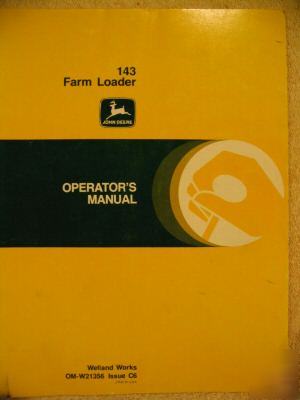 143
Farm Loader
JOHN DEERE
OPERATOR'S
MANUAL
Welland Works
OM-W21356 Issue C6